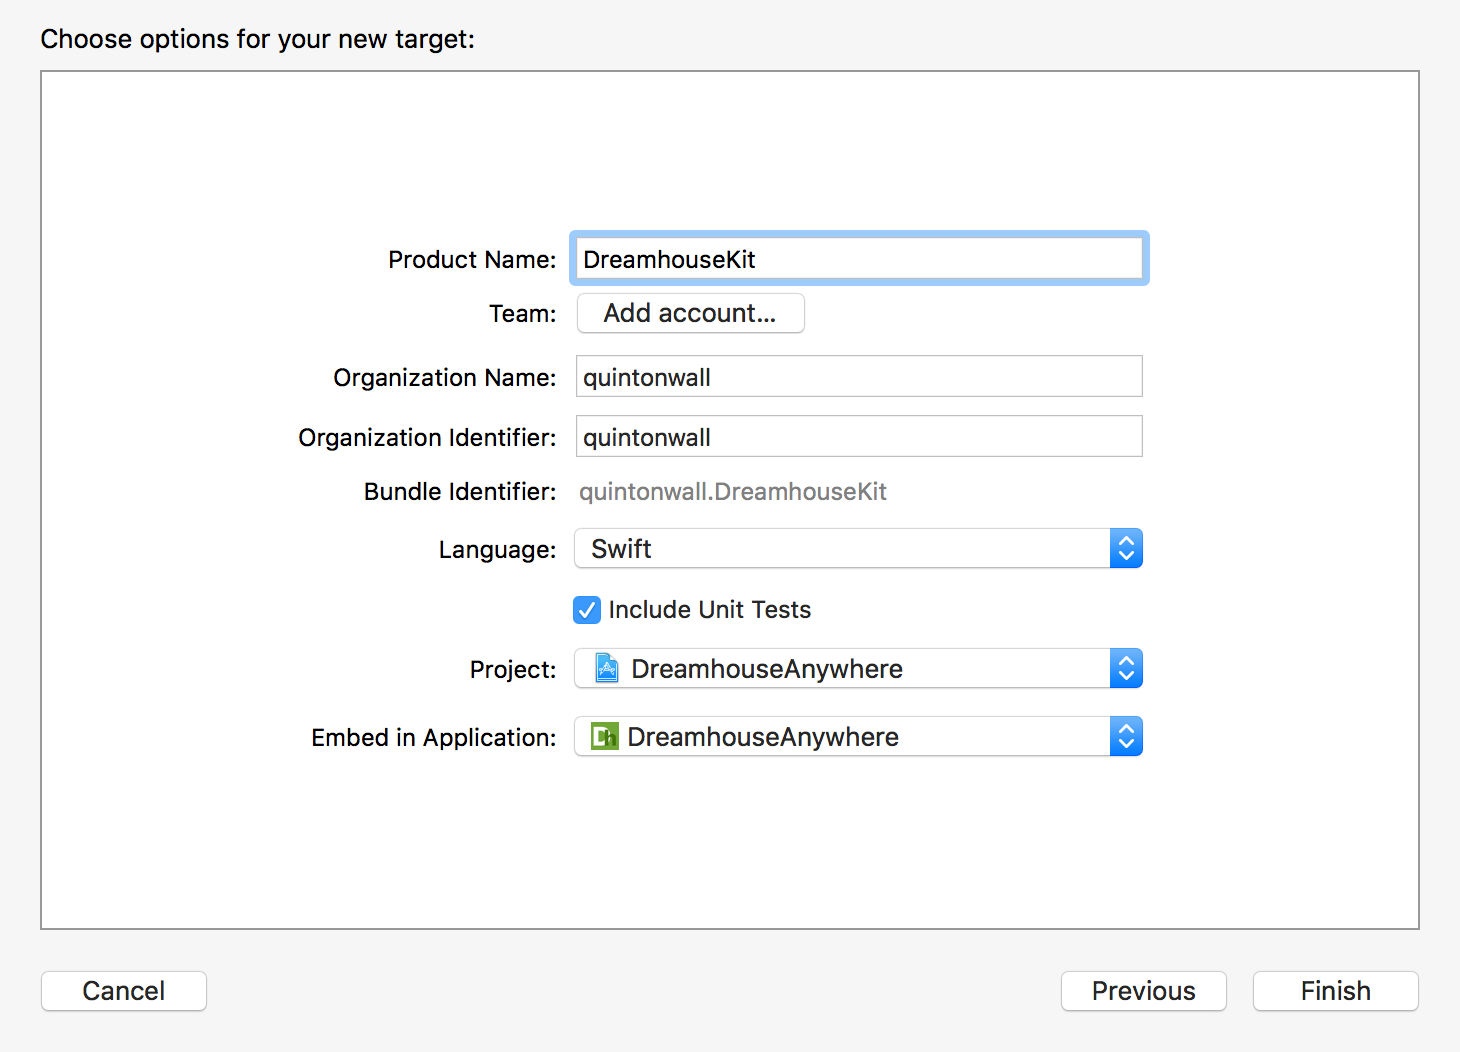 Choose options for your new target:
Product Name: DreamhouseKit
Team: Add account...
Organization Name: quintonwall
Organization Identifier: quintonwall
Bundle Identifier: quintonwall.DreamhouseKit
Language: Swift
Include Unit Tests
Project: DreamhouseAnywhere
Embed in Application: Dh DreamhouseAnywhere
Cancel Previous Finish